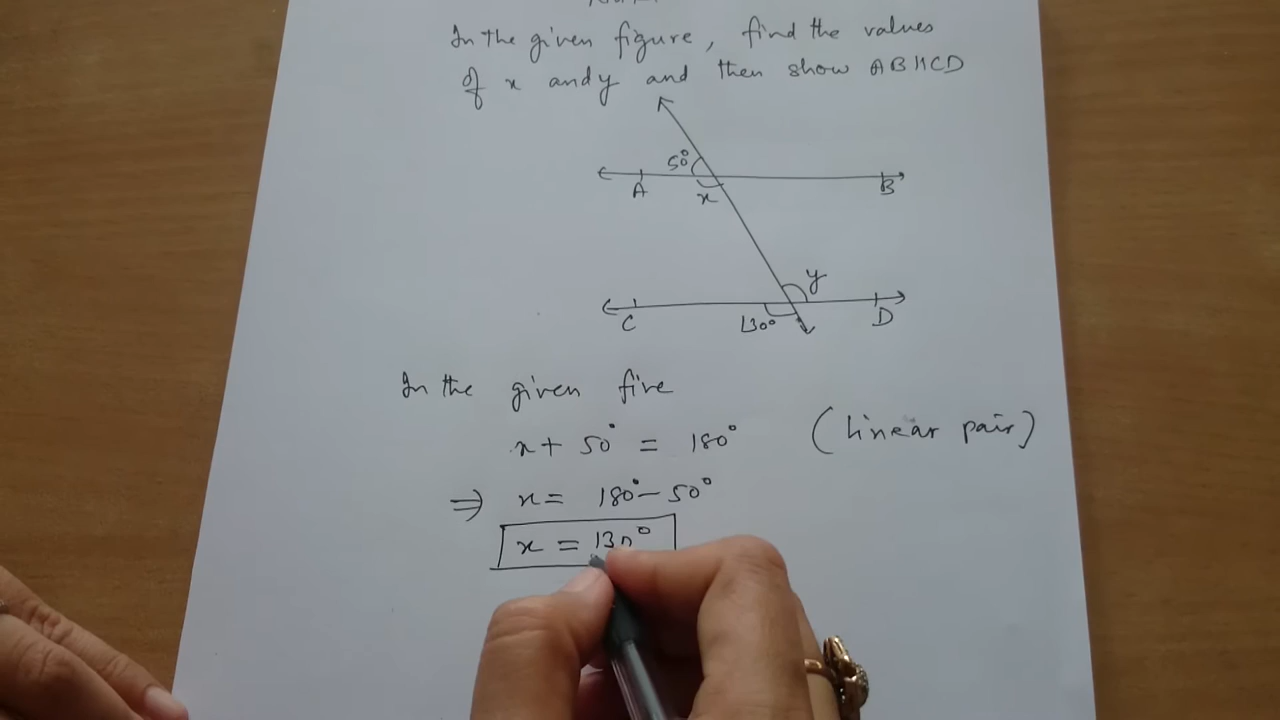 In the given figure, find the values
of x and y and then show AB||CD
50°
A
B
x
y
C
130°
D
In the given five
x + 50° = 180° (Linear pair)
⇒ x = 180° - 50°
x = 130°